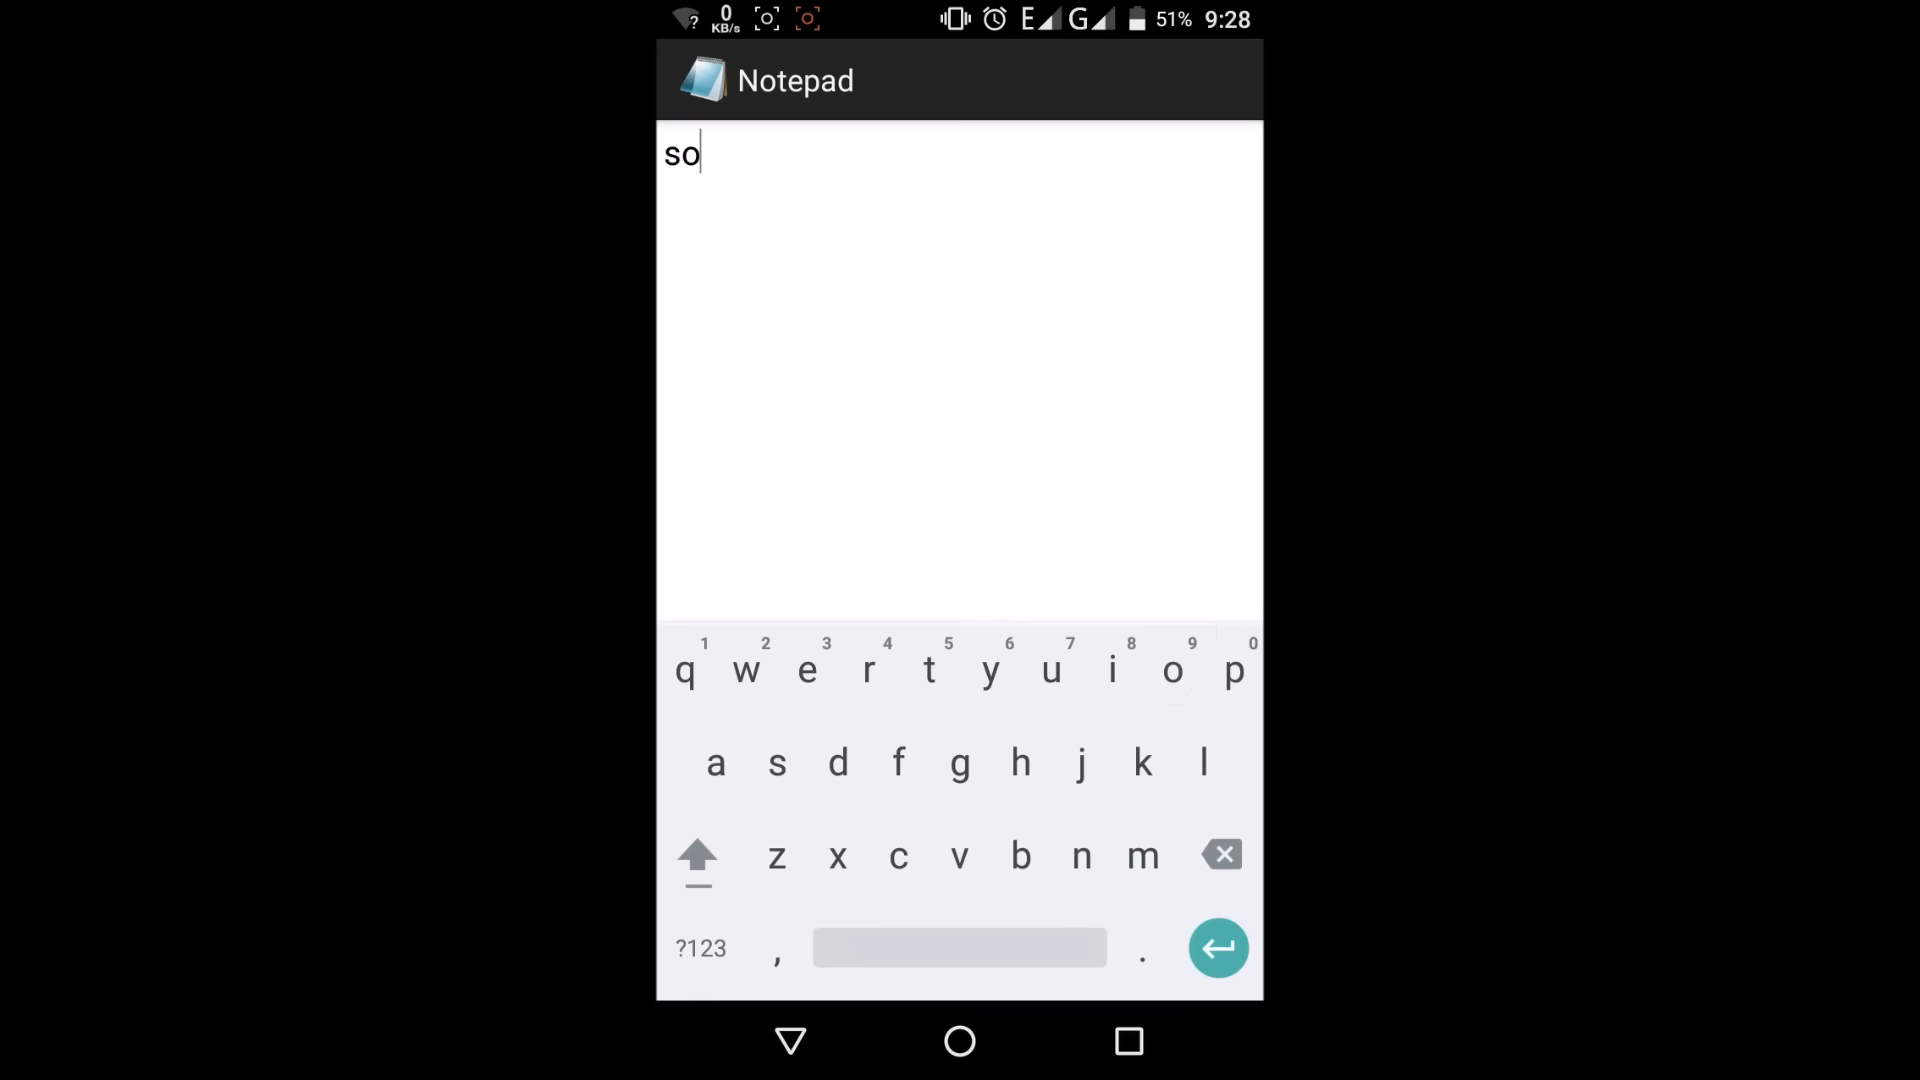 0 KB/s E G 51% 9:28
Notepad
so
1 2 3 4 5 6 7 8 9 0
q w e r t y u i o p
a s d f g h j k l
z x c v b n m
?123 , .